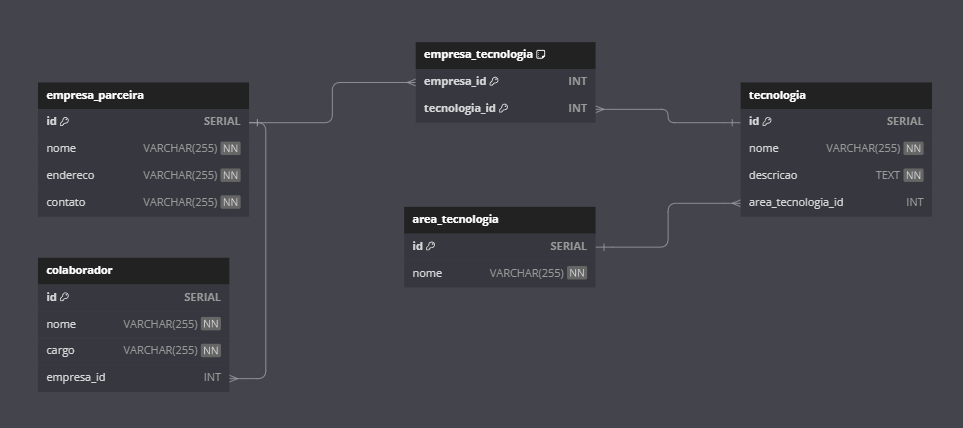 empresa_tecnologia
empresa_id INT
tecnologia_id INT
empresa_parceira
id SERIAL
nome VARCHAR(255) NN
endereco VARCHAR(255) NN
contato VARCHAR(255) NN
tecnologia
id SERIAL
nome VARCHAR(255) NN
descricao TEXT NN
area_tecnologia_id INT
area_tecnologia
id SERIAL
nome VARCHAR(255) NN
colaborador
id SERIAL
nome VARCHAR(255) NN
cargo VARCHAR(255) NN
empresa_id INT